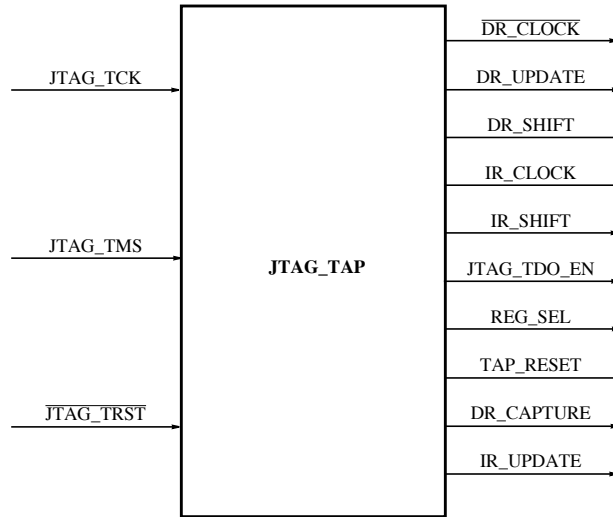 DR_CLOCK
DR_UPDATE
JTAG_TCK
DR_SHIFT
IR_CLOCK
IR_SHIFT
JTAG_TMS
JTAG_TAP
JTAG_TDO_EN
REG_SEL
TAP_RESET
JTAG_TRST
DR_CAPTURE
IR_UPDATE